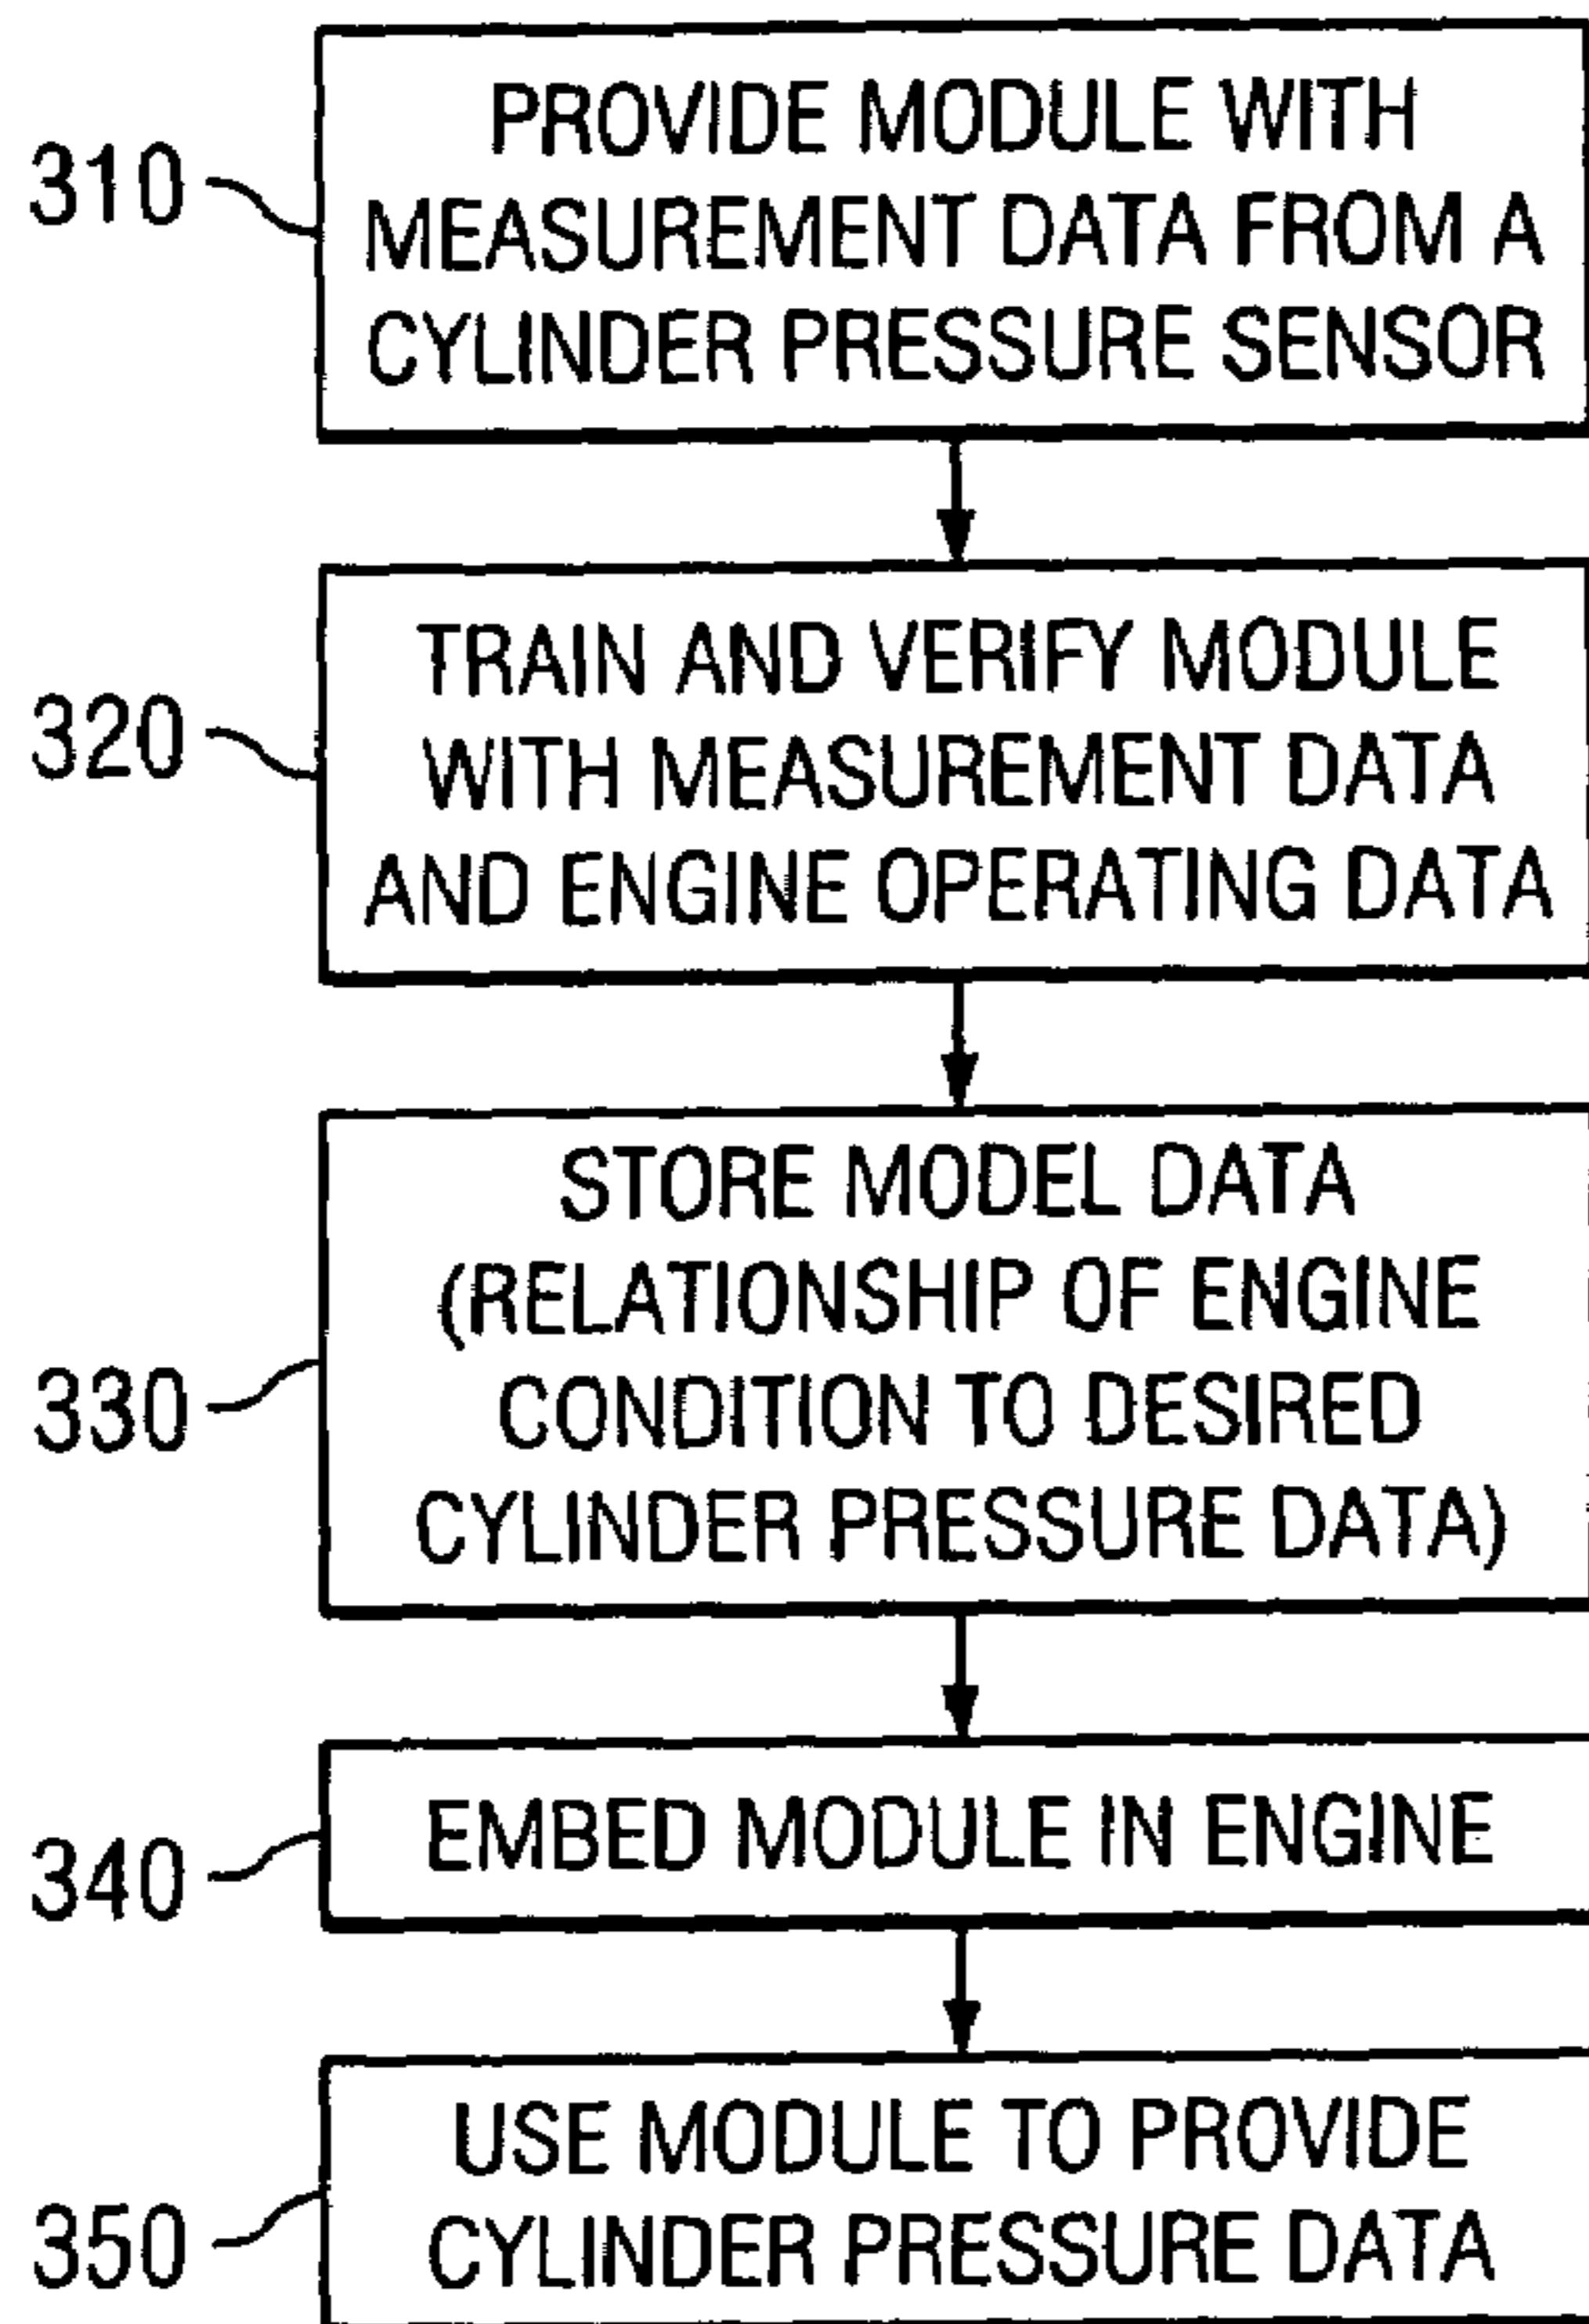 310
PROVIDE MODULE WITH
MEASUREMENT DATA FROM A
CYLINDER PRESSURE SENSOR
320
TRAIN AND VERIFY MODULE
WITH MEASUREMENT DATA
AND ENGINE OPERATING DATA
330
STORE MODEL DATA
(RELATIONSHIP OF ENGINE
CONDITION TO DESIRED
CYLINDER PRESSURE DATA)
340
EMBED MODULE IN ENGINE
350
USE MODULE TO PROVIDE
CYLINDER PRESSURE DATA